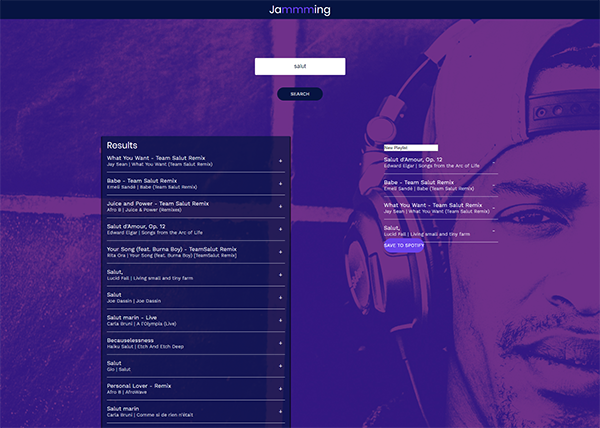 Jammming
salut
SEARCH
Results
What You Want - Team Salut Remix
Jay Sean | What You Want (Team Salut Remix)
+
Babe - Team Salut Remix
Emeli Sandé | Babe (Team Salut Remix)
+
Juice and Power - Team Salut Remix
Afro B | Juice & Power (Remixes)
+
Salut d'Amour, Op. 12
Edward Elgar | Songs from the Arc of Life
+
Your Song (feat. Burna Boy) - TeamSalut Remix
Rita Ora | Your Song (feat. Burna Boy) [TeamSalut Remix]
+
Salut,
Lucid Fall | Living small and tiny farm
+
Salut
Joe Dassin | Joe Dassin
+
Salut marin - Live
Carla Bruni | A l'Olympia (Live)
+
Becauselessness
Haiku Salut | Etch And Etch Deep
+
Salut
Gio | Salut
+
Personal Lover - Remix
Afro B | AfroWave
+
Salut marin
Carla Bruni | Comme si de rien n'était
+
New Playlist
Salut d'Amour, Op. 12
Edward Elgar | Songs from the Arc of Life
-
Babe - Team Salut Remix
Emeli Sandé | Babe (Team Salut Remix)
-
What You Want - Team Salut Remix
Jay Sean | What You Want (Team Salut Remix)
-
Salut,
Lucid Fall | Living small and tiny farm
-
SAVE TO SPOTIFY